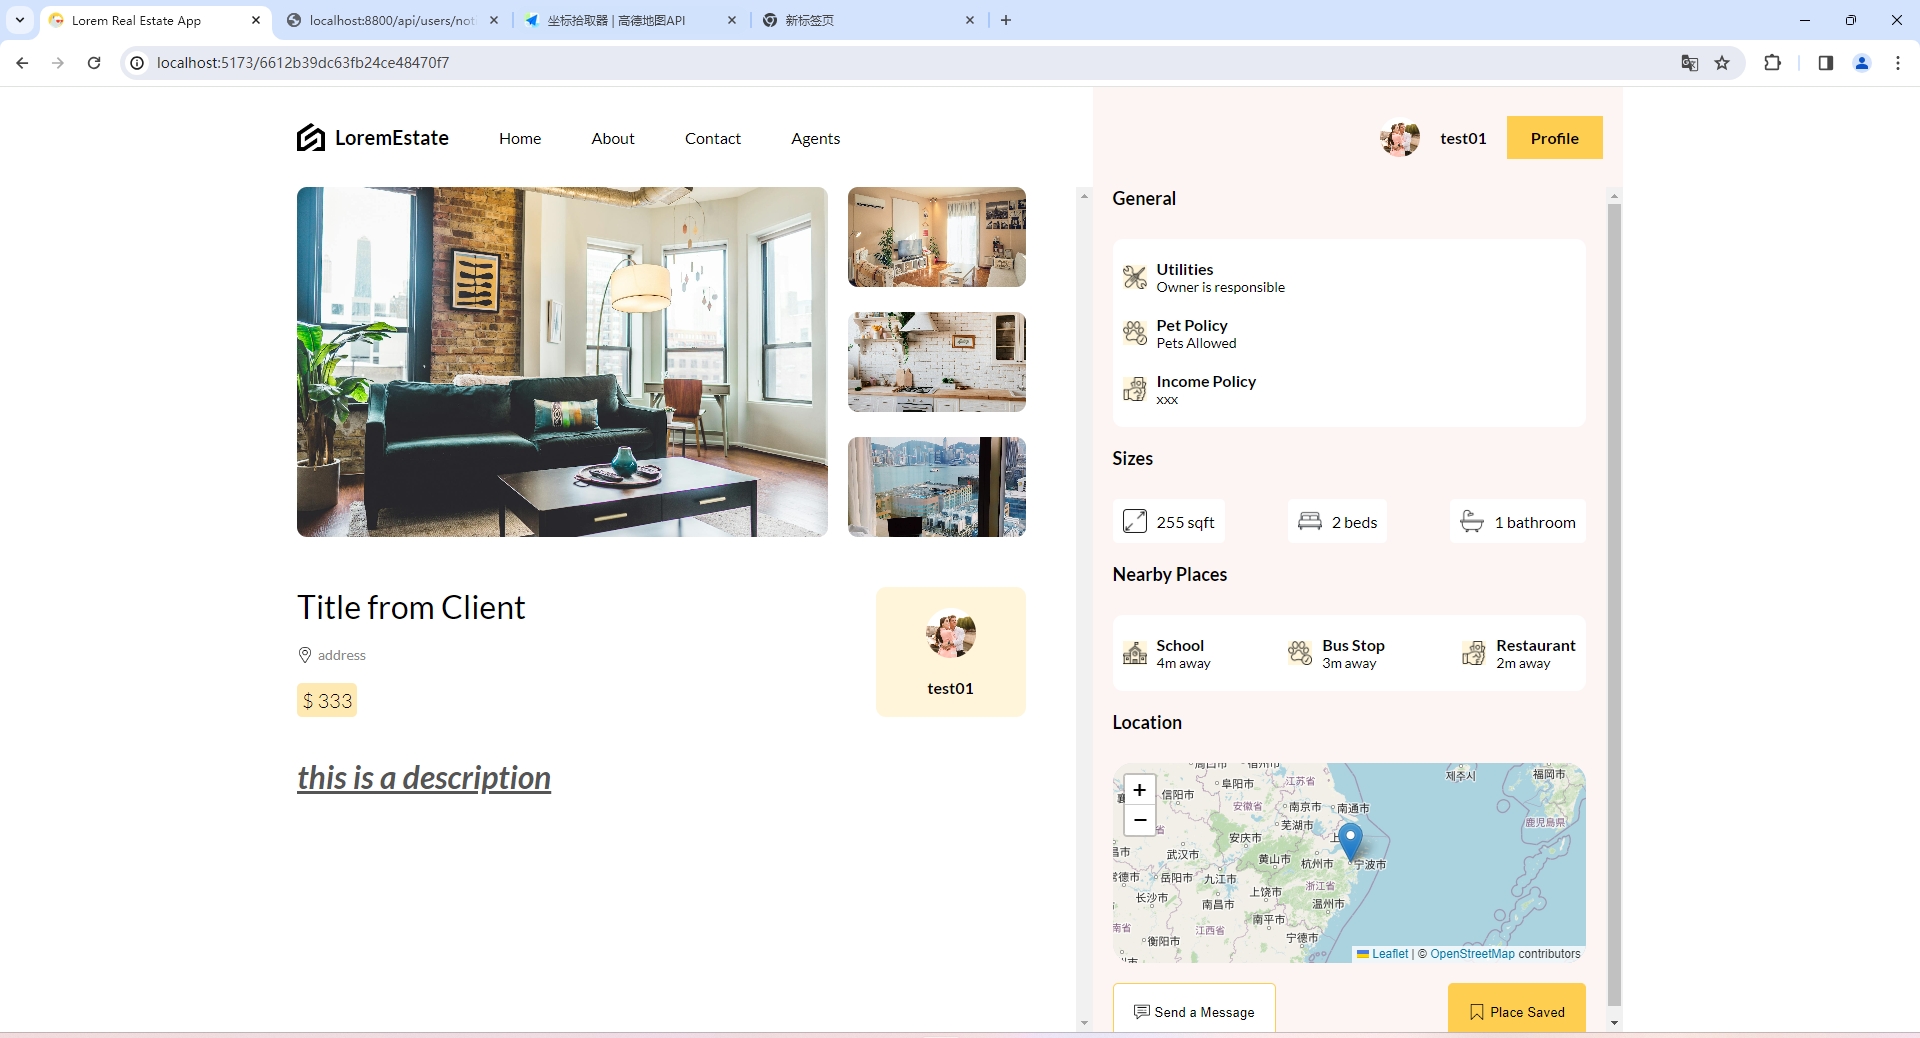 Lorem Real Estate App
localhost:8800/api/users/not
坐标拾取器 | 高德地图API
新标签页
localhost:5173/6612b39dc63fb24ce48470f7
LoremEstate
Home
About
Contact
Agents
test01
Profile
General
Utilities
Owner is responsible
Pet Policy
Pets Allowed
Income Policy
xxx
Sizes
255 sqft
2 beds
1 bathroom
Nearby Places
School
4m away
Bus Stop
3m away
Restaurant
2m away
Location
Title from Client
address
$ 333
test01
this is a description
+
−
信阳市
阜阳市
江苏省
安徽省
南京市
南通市
芜湖市
安庆市
武汉市
黄山市
杭州市
宁波市
岳阳市
九江市
浙江省
长沙市
上饶市
南昌市
温州市
南平市
江西省
衡阳市
宁德市
제주시
福岡市
鹿児島県
Leaflet | © OpenStreetMap contributors
Send a Message
Place Saved